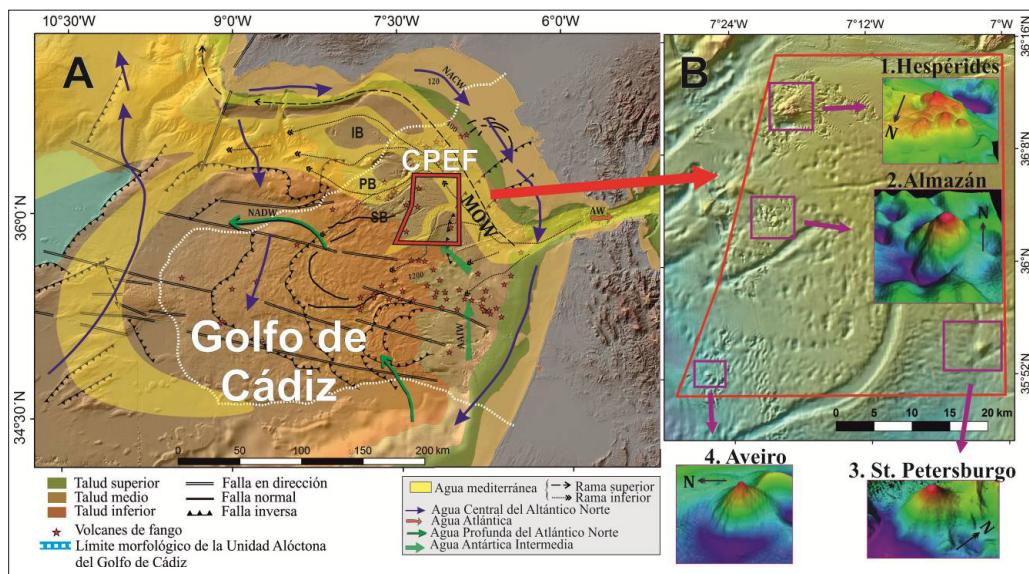 10°30'W
9°0'W
7°30'W
6°0'W
A
NACW
120
100
IB
CPEF
PB
MOW
AW
36°0'N
NADW
SB
1200
AAIW
Golfo de
Cádiz
34°30'N
0 50 100 150 200
km
7°24'W
7°12'W
7°W
B
36°16'N
1.Hespérides
N
36°8'N
2.Almazán
N
36°N
35°52'N
0 5 10 15 20
km
4. Aveiro
N
3. St. Petersburgo
N
Talud superior
Talud medio
Talud inferior
Falla en dirección
Falla normal
Falla inversa
Volcanes de fango
Límite morfológico de la Unidad Alóctona
del Golfo de Cádiz
Agua mediterránea
Rama superior
Rama inferior
Agua Central del Altántico Norte
Agua Atlántica
Agua Profunda del Atlántico Norte
Agua Antártica Intermedia